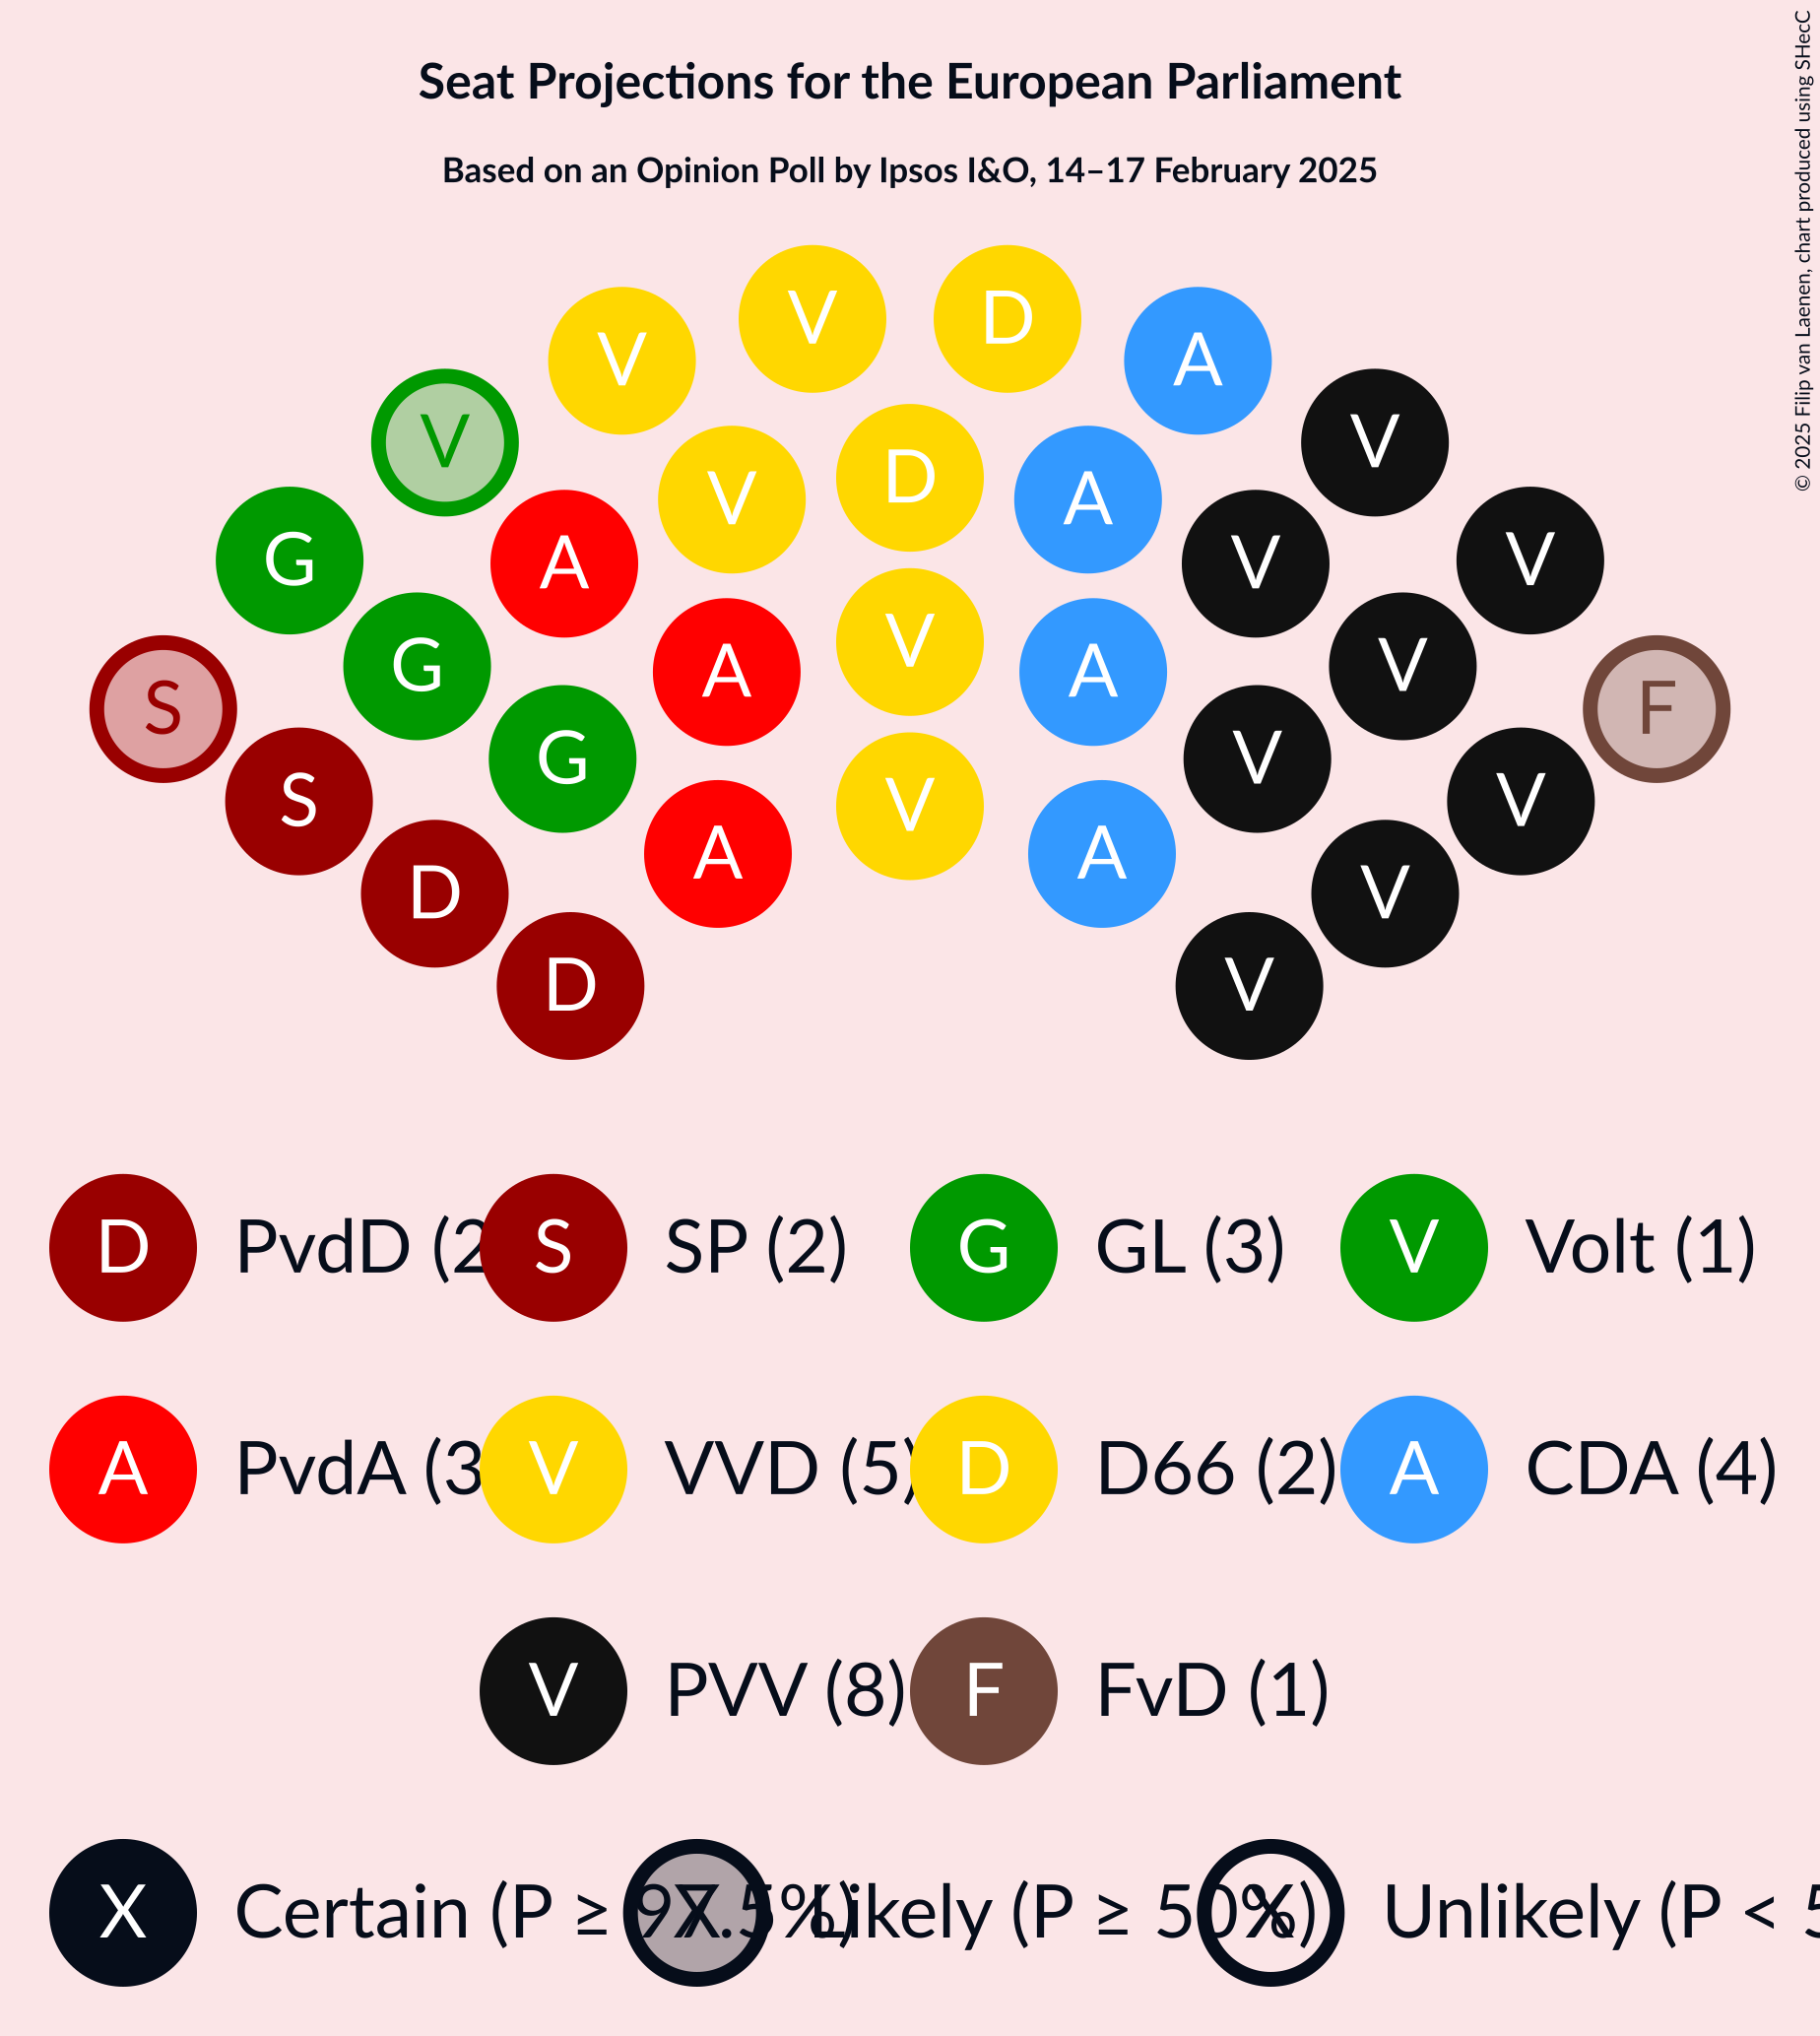 Seat Projections for the European Parliament
Based on an Opinion Poll by Ipsos I&O, 14–17 February 2025
© 2025 Filip van Laenen, chart produced using SHecC
V V D A
V V
V D A
G A V V
V
G A A V
S F
G V
S V V
A A
D V
D V
D PvdD (2 S SP (2) G GL (3) V Volt (1)
A PvdA (3 V VVD (5) D D66 (2) A CDA (4)
V PVV (8) F FvD (1)
X Certain (P ≥ 97.5%) X Likely (P ≥ 50%) X Unlikely (P < 5